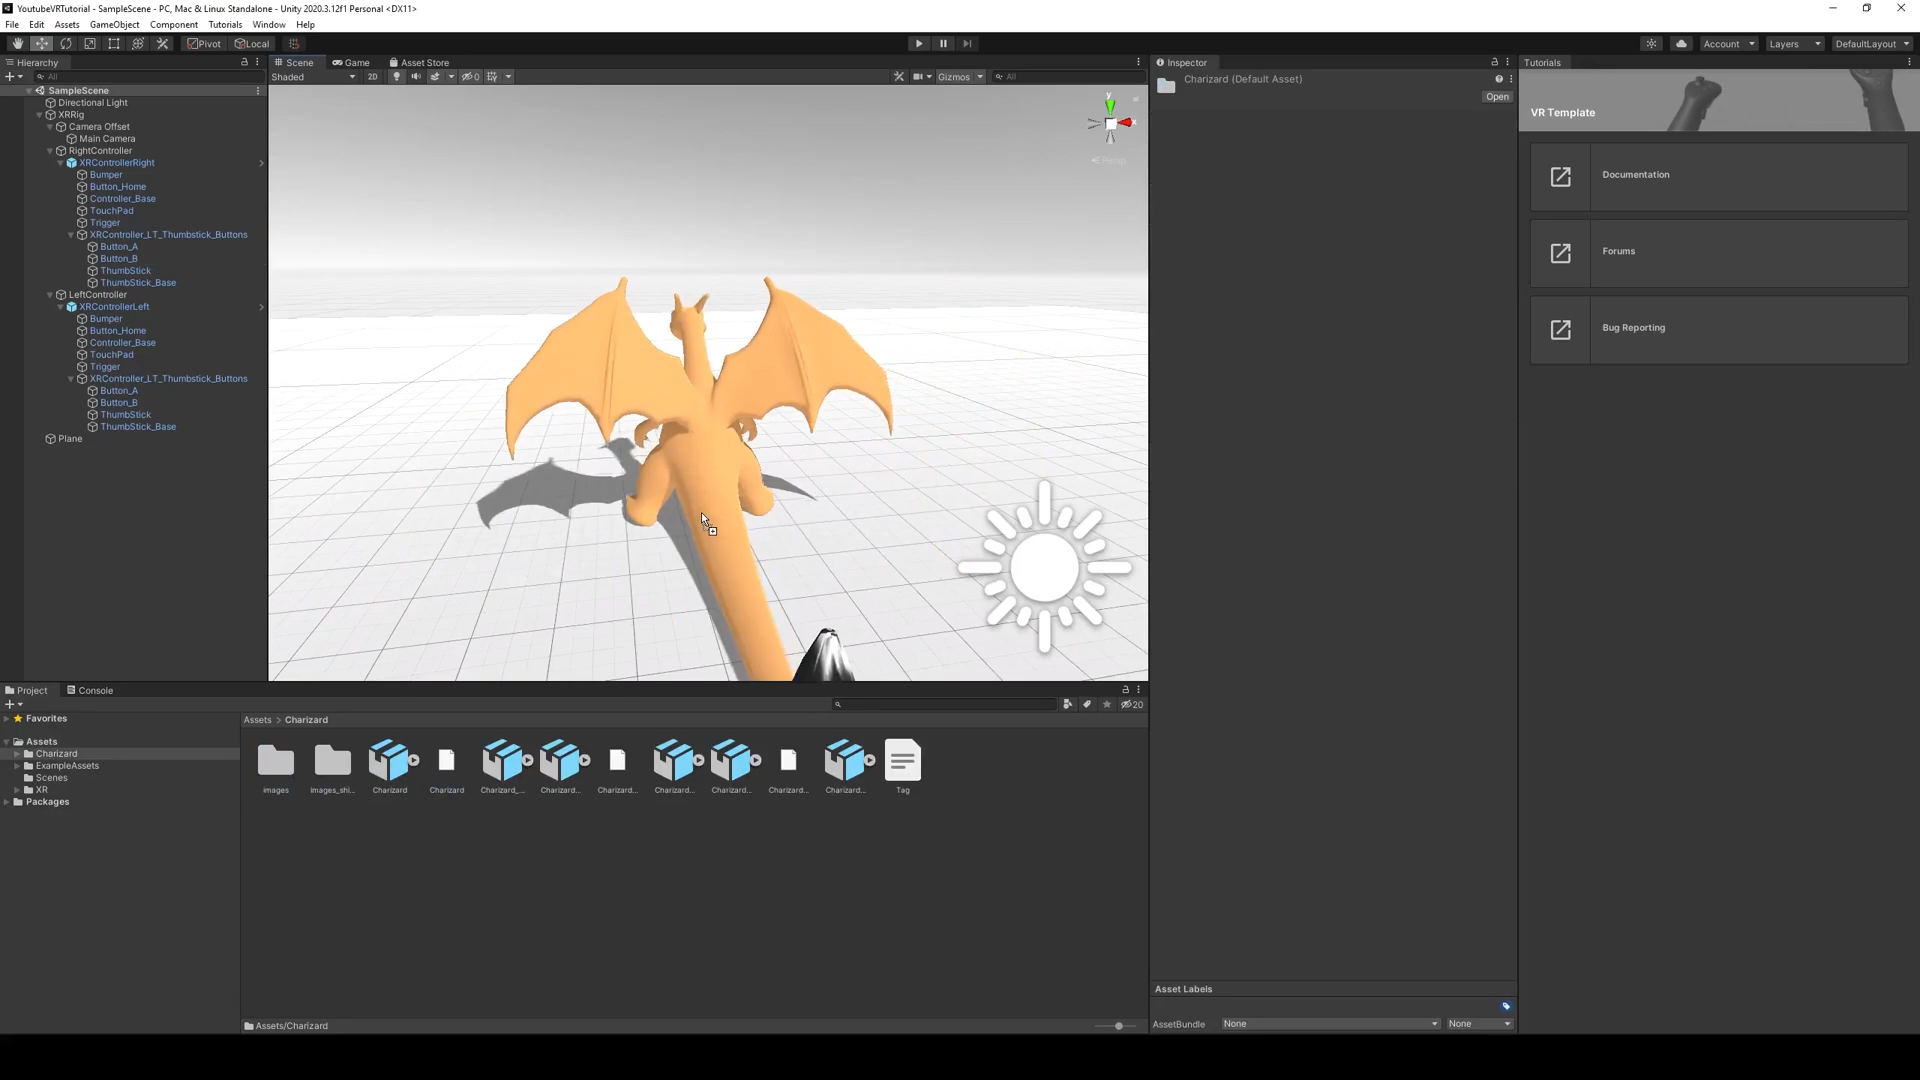 YoutubeVRTutorial - SampleScene - PC, Mac & Linux Standalone - Unity 2020.3.12f1 Personal <DX11>
File Edit Assets GameObject Component Tutorials Window Help
Pivot Local Account Layers DefaultLayout
Hierarchy
All
SampleScene
Directional Light
XRRig
Camera Offset
Main Camera
RightController
XRControllerRight
Bumper
Button_Home
Controller_Base
TouchPad
Trigger
XRController_LT_Thumbstick_Buttons
Button_A
Button_B
ThumbStick
ThumbStick_Base
LeftController
XRControllerLeft
Bumper
Button_Home
Controller_Base
TouchPad
Trigger
XRController_LT_Thumbstick_Buttons
Button_A
Button_B
ThumbStick
ThumbStick_Base
Plane
Scene Game Asset Store
Shaded 2D 0 Gizmos All
y
x
Persp
Inspector
Charizard (Default Asset)
Open
Asset Labels
AssetBundle None None
Tutorials
VR Template
Documentation
Forums
Bug Reporting
Project Console
20
Favorites
Assets
Charizard
ExampleAssets
Scenes
XR
Packages
Assets > Charizard
images images_shi... Charizard Charizard Charizard_... Charizard... Charizard... Charizard... Charizard... Charizard... Charizard... Tag
Assets/Charizard